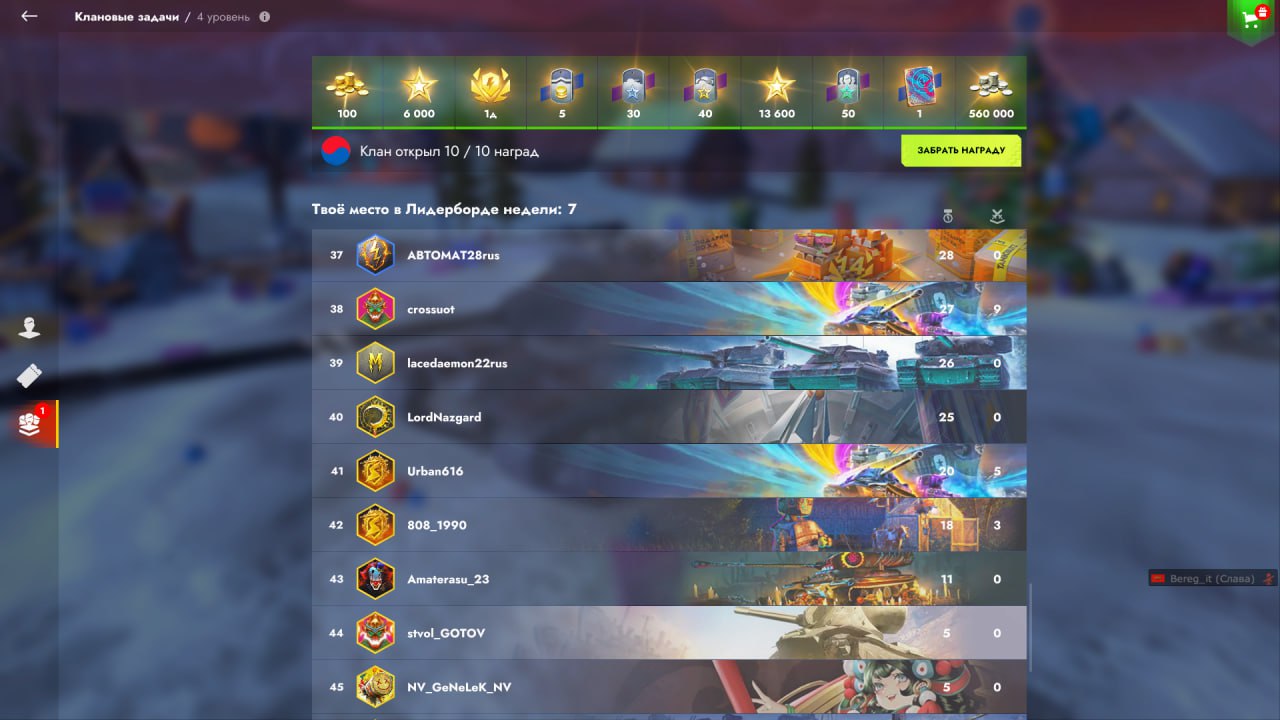 Клановые задачи / 4 уровень
100 6 000 1д 5 30 40 13 600 50 1 560 000
Клан открыл 10 / 10 наград
ЗАБРАТЬ НАГРАДУ
Твоё место в Лидерборде недели: 7
37 ABTOMAT28rus 28 0
38 crossuot 27 9
39 lacedaemon22rus 26 0
40 LordNazgard 25 0
1
41 Urban616 20 5
42 808_1990 18 3
43 Amaterasu_23 11 0
Bereg_it (Слава)
44 stvol_GOTOV 5 0
45 NV_GeNeLeK_NV 5 0